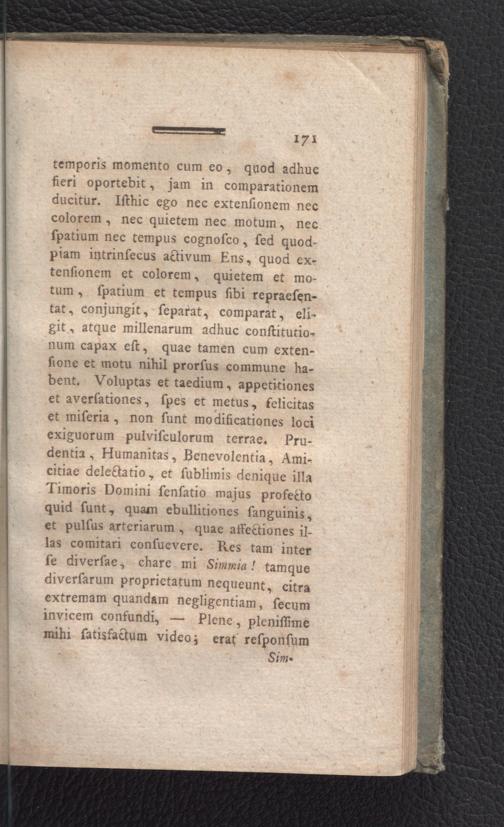 171
temporis momento cum eo, quod adhuc
fieri oportebit, jam in comparationem
ducitur. Iſthic ego nec extenſionem nec
colorem, nec quietem nec motum, nec
ſpatium nec tempus cognoſco, ſed quod-
piam intrinſecus activum Ens, quod ex-
tenſionem et colorem, quietem et mo-
tum, ſpatium et tempus ſibi repraeſen-
tat, conjungit, ſeparat, comparat, eli-
git, atque millenarum adhuc conſtitutio-
num capax eſt, quae tamen cum exten-
ſione et motu nihil prorſus commune ha-
bent. Voluptas et taedium, appetitiones
et averſationes, ſpes et metus, felicitas
et miſeria, non ſunt modificationes loci
exiguorum pulviſculorum terrae. Pru-
dentia, Humanitas, Benevolentia, Ami-
citiae delectatio, et ſublimis denique illa
Timoris Domini ſenſatio majus profecto
quid ſunt, quam ebullitiones ſanguinis,
et pulſus arteriarum, quae affectiones il-
las comitari conſuevere. Res tam inter
ſe diverſae, chare mi Simmia! tamque
diverſarum proprietatum nequeunt, citra
extremam quandam negligentiam, ſecum
invicem confundi, — Plene, pleniſſime
mihi ſatisfactum video; erat reſponſum
Sim-